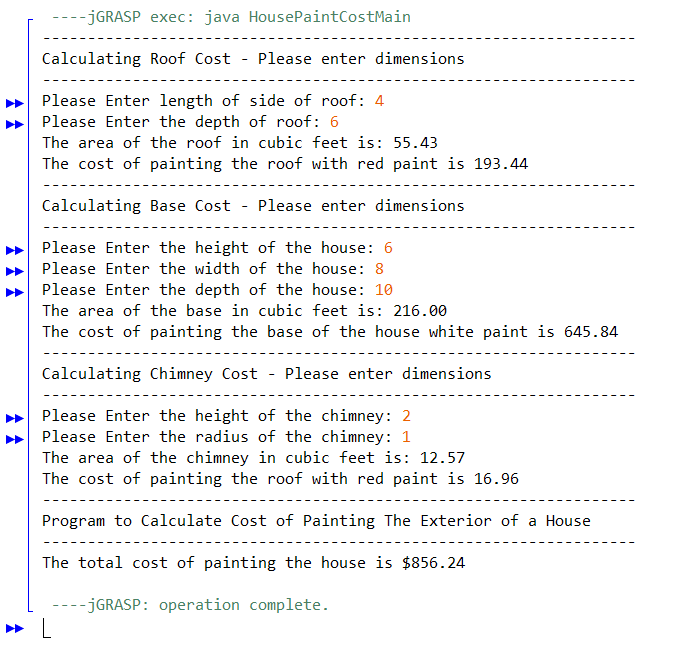 ----jGRASP exec: java HousePaintCostMain
------------------------------------------------------------------
Calculating Roof Cost - Please enter dimensions
------------------------------------------------------------------
Please Enter length of side of roof: 4
Please Enter the depth of roof: 6
The area of the roof in cubic feet is: 55.43
The cost of painting the roof with red paint is 193.44
------------------------------------------------------------------
Calculating Base Cost - Please enter dimensions
------------------------------------------------------------------
Please Enter the height of the house: 6
Please Enter the width of the house: 8
Please Enter the depth of the house: 10
The area of the base in cubic feet is: 216.00
The cost of painting the base of the house white paint is 645.84
------------------------------------------------------------------
Calculating Chimney Cost - Please enter dimensions
------------------------------------------------------------------
Please Enter the height of the chimney: 2
Please Enter the radius of the chimney: 1
The area of the chimney in cubic feet is: 12.57
The cost of painting the roof with red paint is 16.96
------------------------------------------------------------------
Program to Calculate Cost of Painting The Exterior of a House
------------------------------------------------------------------
The total cost of painting the house is $856.24
----jGRASP: operation complete.